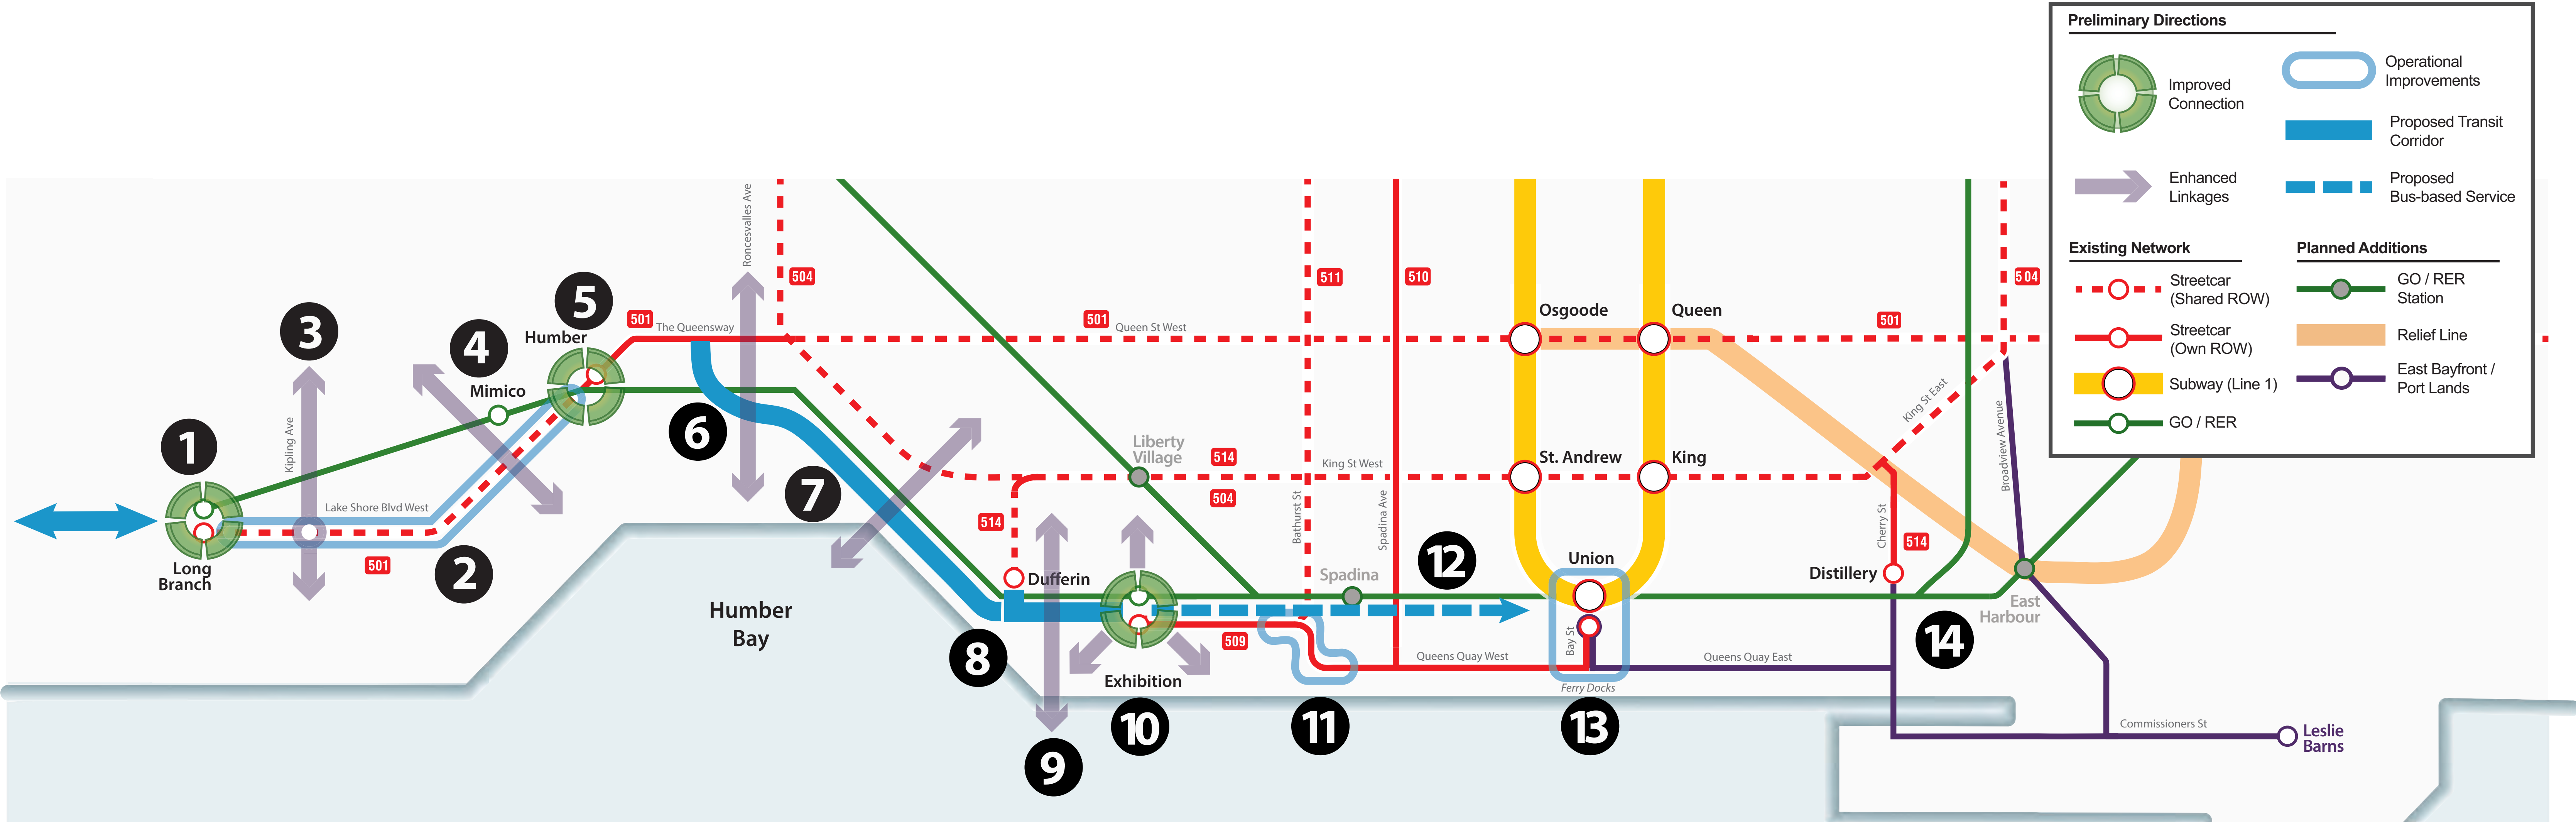 Preliminary Directions
Improved
Connection
Operational
Improvements
Proposed Transit
Corridor
Enhanced
Linkages
Proposed
Bus-based Service
Existing Network
Streetcar
(Shared ROW)
Streetcar
(Own ROW)
Subway (Line 1)
GO / RER
Planned Additions
GO / RER
Station
Relief Line
East Bayfront /
Port Lands
1
Long
Branch
Lake Shore Blvd West
501
2
3
Kipling Ave
4
Mimico
5
Humber
501
The Queensway
Roncesvalles Ave
504
6
7
Humber
Bay
501
Queen St West
511
510
Osgoode
Queen
501
504
Liberty
Village
514
504
King St West
Bathurst St
Spadina Ave
St. Andrew
King
King St East
Broadview Avenue
514
Dufferin
8
9
Exhibition
10
509
11
Spadina
12
Union
Bay St
Queens Quay West
Queens Quay East
Ferry Docks
13
Cherry St
514
Distillery
14
East
Harbour
Commissioners St
Leslie
Barns